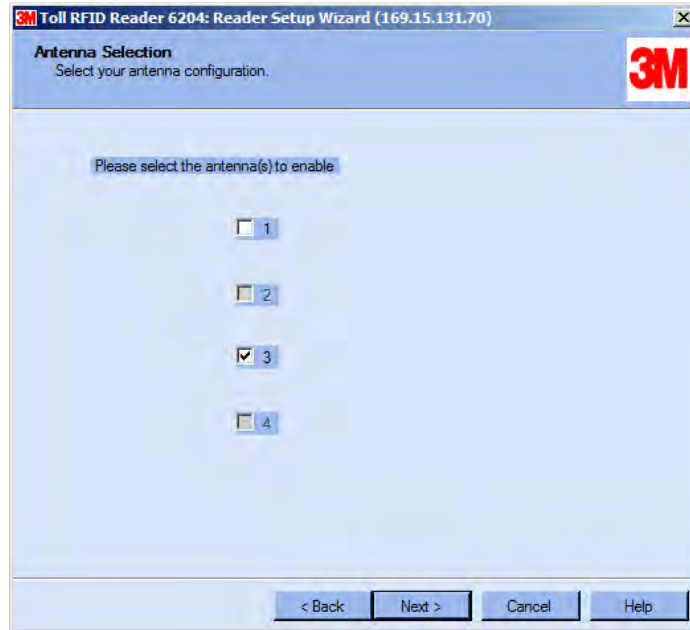 3M Toll RFID Reader 6204: Reader Setup Wizard (169.15.131.70)
Antenna Selection
Select your antenna configuration.
3M
Please select the antenna(s) to enable
1
2
3
4
< Back Next > Cancel Help